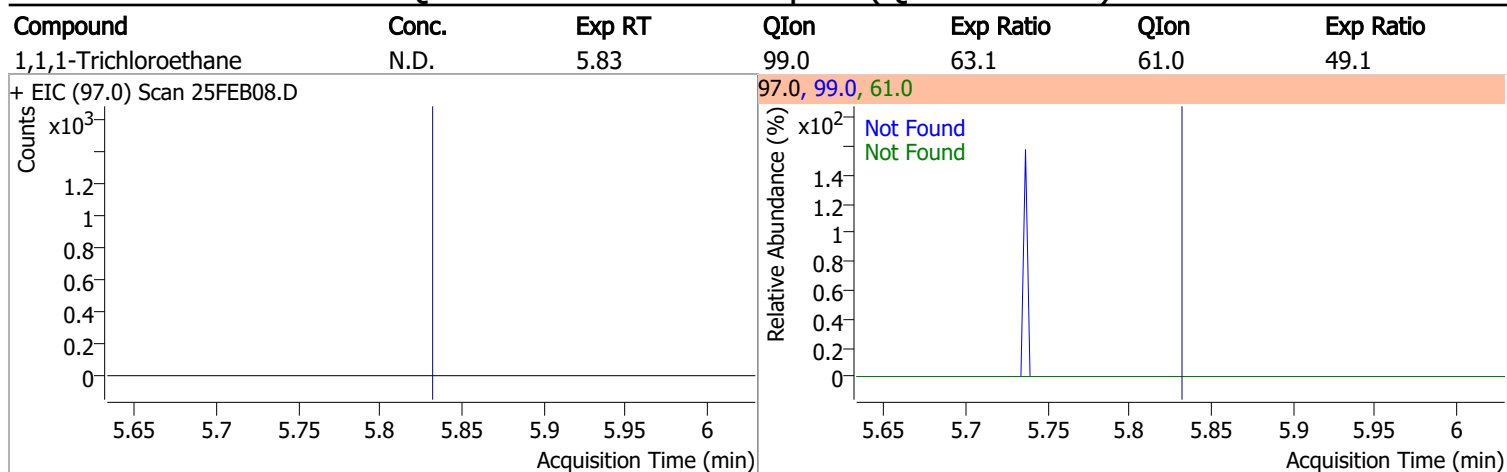 Compound Conc. Exp RT QIon Exp Ratio QIon Exp Ratio
1,1,1-Trichloroethane N.D. 5.83 99.0 63.1 61.0 49.1
+ EIC (97.0) Scan 25FEB08.D
Counts
x10³
1.2
1
0.8
0.6
0.4
0.2
0
5.65 5.7 5.75 5.8 5.85 5.9 5.95 6
Acquisition Time (min)
97.0, 99.0, 61.0
Relative Abundance (%)
x10²
Not Found
Not Found
1.4
1.2
1
0.8
0.6
0.4
0.2
0
5.65 5.7 5.75 5.8 5.85 5.9 5.95 6
Acquisition Time (min)